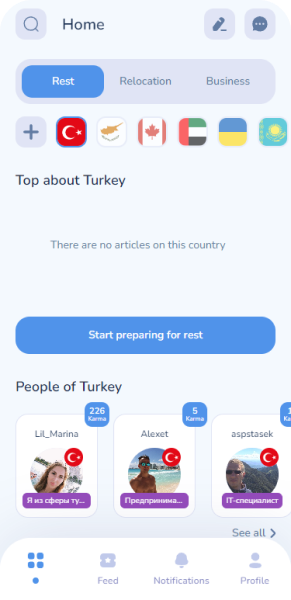 Home
Rest Relocation Business
Top about Turkey
There are no articles on this country
Start preparing for rest
People of Turkey
226 Karma
5 Karma
Lil_Marina Alexet aspstasek
Я из сферы ту... Предпринима... IT-специалист
See all
Feed Notifications Profile